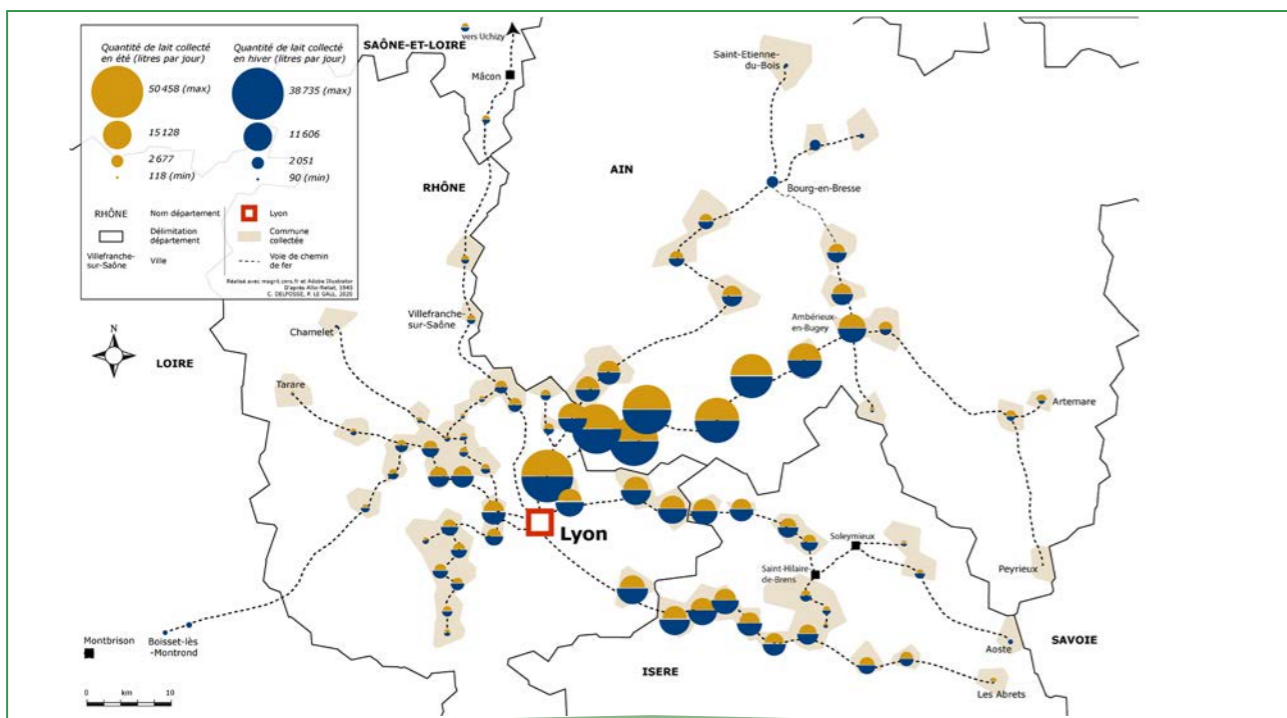 Quantité de lait collecté
en été (litres par jour)
50 458 (max)
15 128
2 677
118 (min)
Quantité de lait collecté
en hiver (litres par jour)
38 735 (max)
11 606
2 051
90 (min)
RHÔNE Nom département
Délimitation
département
Villefranche-
sur-Saône
Ville
Lyon
Commune
collectée
Voie de chemin
de fer
Réalisé avec magrit.cnrs.fr et Adobe Illustrator
D'après Allix-Rellat, 1940
C. DELFOSSE, P. LE GALL, 2020
SAÔNE-ET-LOIRE
vers Uchizy
Mâcon
Saint-Etienne-
du-Bois
AIN
RHÔNE
Bourg-en-Bresse
Villefranche-
sur-Saône
Ambérieux-
en-Bugey
Chamelet
N
LOIRE
Tarare
Artemare
Lyon
Soleymieux
Saint-Hilaire-
de-Brens
Peyrieux
Montbrison
Boisset-lès
-Montrond
Aoste
SAVOIE
ISERE
Les Abrets
0 km 10